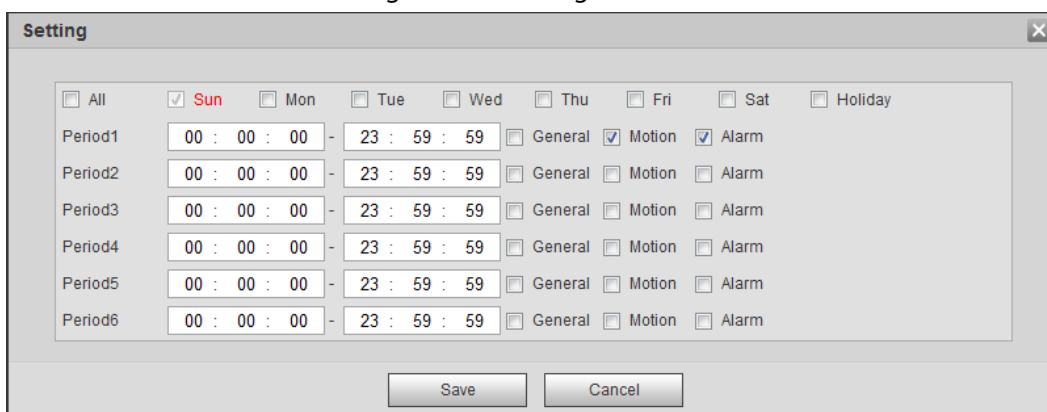 Setting
All Sun Mon Tue Wed Thu Fri Sat Holiday
Period1 00 : 00 : 00 - 23 : 59 : 59 General Motion Alarm
Period2 00 : 00 : 00 - 23 : 59 : 59 General Motion Alarm
Period3 00 : 00 : 00 - 23 : 59 : 59 General Motion Alarm
Period4 00 : 00 : 00 - 23 : 59 : 59 General Motion Alarm
Period5 00 : 00 : 00 - 23 : 59 : 59 General Motion Alarm
Period6 00 : 00 : 00 - 23 : 59 : 59 General Motion Alarm
Save Cancel